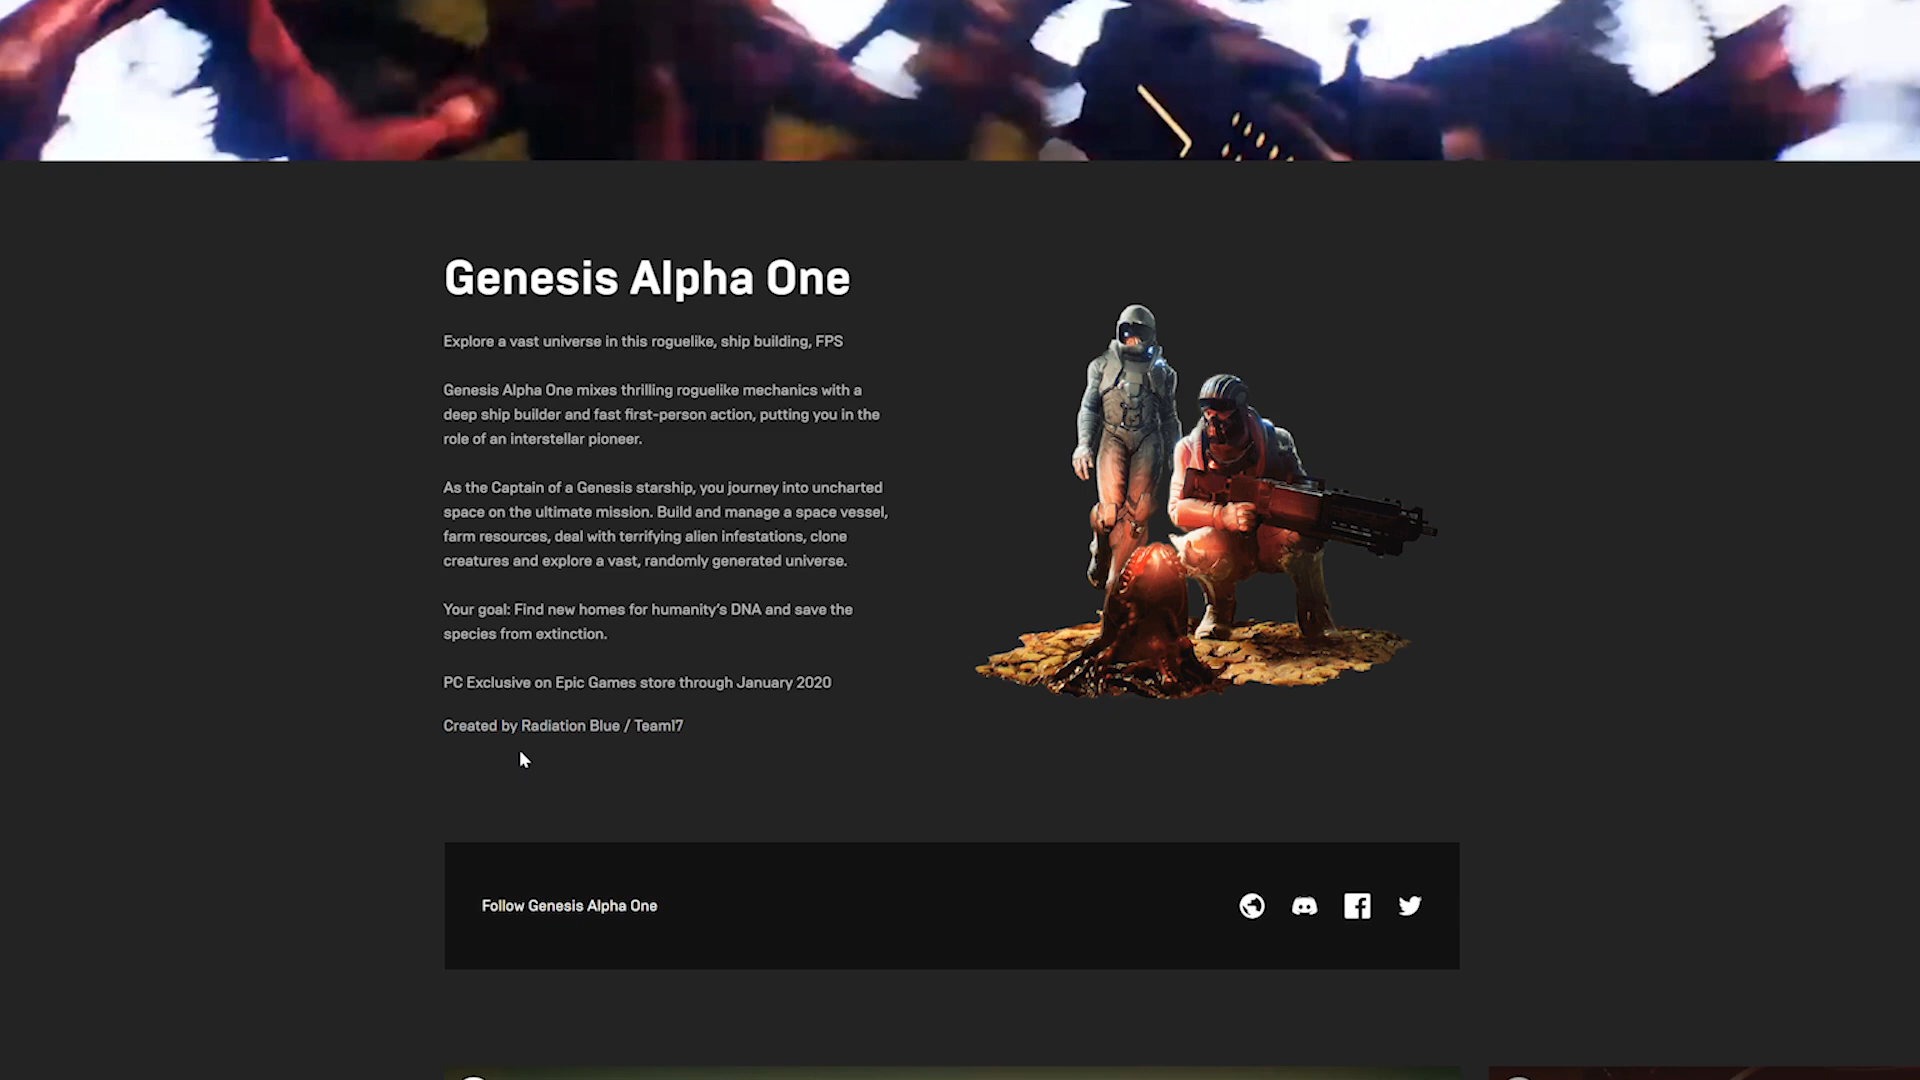 Genesis Alpha One
Explore a vast universe in this roguelike, ship building, FPS
Genesis Alpha One mixes thrilling roguelike mechanics with a
deep ship builder and fast first-person action, putting you in the
role of an interstellar pioneer.
As the Captain of a Genesis starship, you journey into uncharted
space on the ultimate mission. Build and manage a space vessel,
farm resources, deal with terrifying alien infestations, clone
creatures and explore a vast, randomly generated universe.
Your goal: Find new homes for humanity’s DNA and save the
species from extinction.
PC Exclusive on Epic Games store through January 2020
Created by Radiation Blue / Team17
Follow Genesis Alpha One